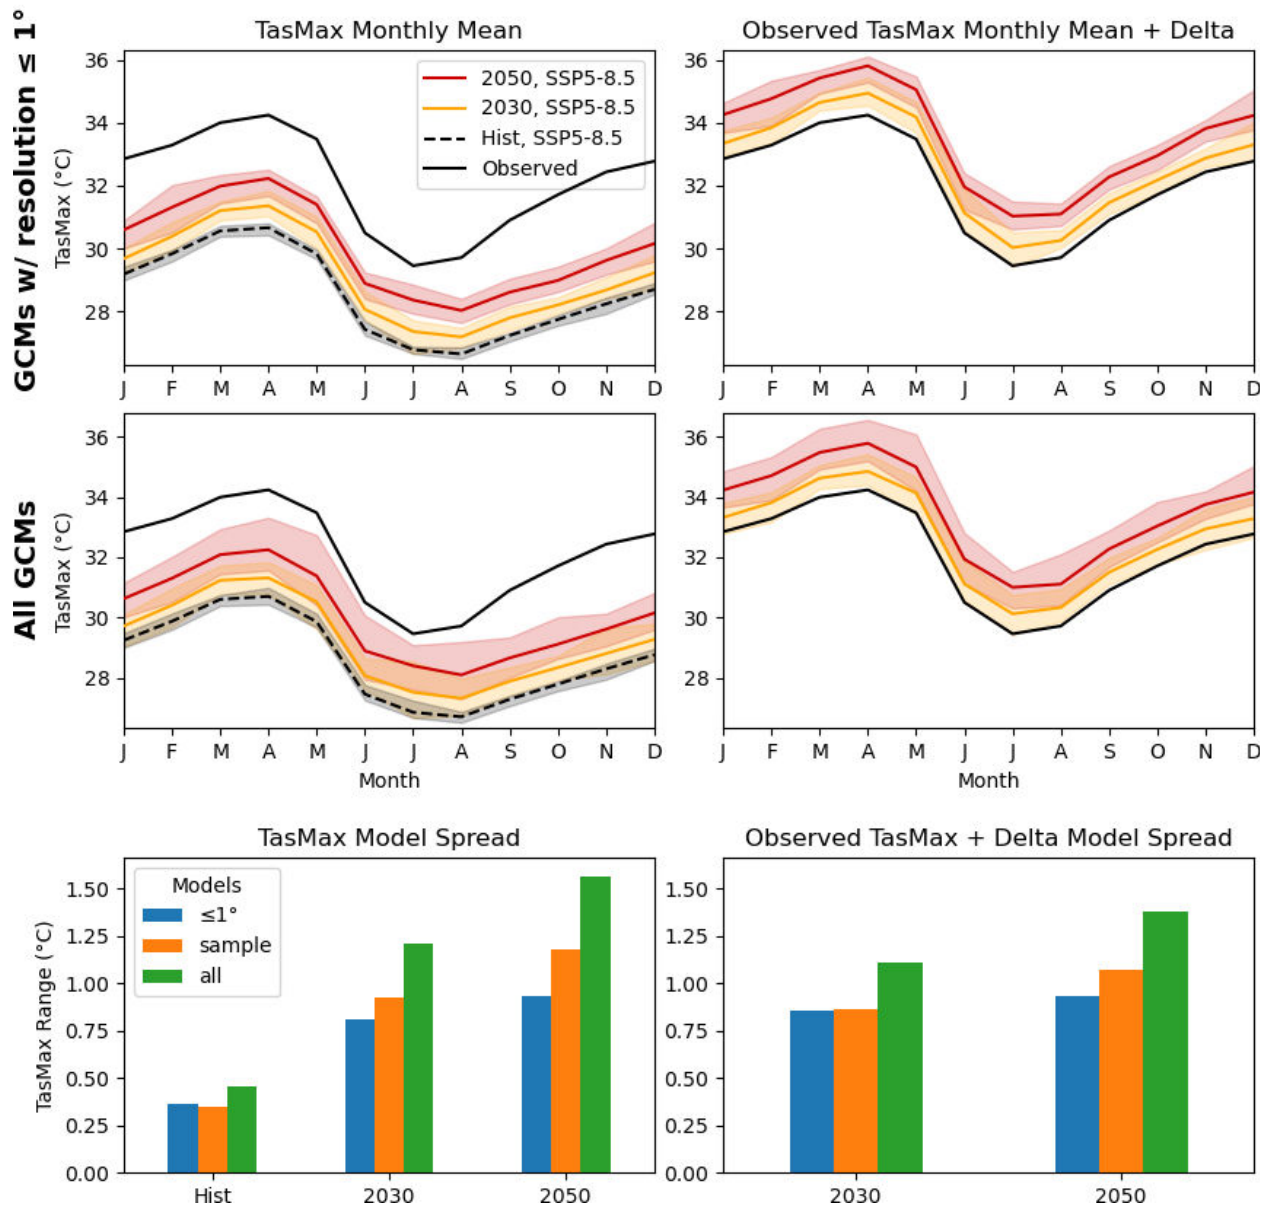 TasMax Monthly Mean
Observed TasMax Monthly Mean + Delta
GCMs w/ resolution ≤ 1°
TasMax (°C)
36
34
32
30
28
2050, SSP5-8.5
2030, SSP5-8.5
Hist, SSP5-8.5
Observed
J F M A M J J A S O N D
36
34
32
30
28
J F M A M J J A S O N D
All GCMs
TasMax (°C)
36
34
32
30
28
J F M A M J J A S O N D
Month
36
34
32
30
28
J F M A M J J A S O N D
Month
TasMax Model Spread
Observed TasMax + Delta Model Spread
TasMax Range (°C)
1.50
1.25
1.00
0.75
0.50
0.25
0.00
Models
≤1°
sample
all
Hist 2030 2050
1.50
1.25
1.00
0.75
0.50
0.25
0.00
2030 2050